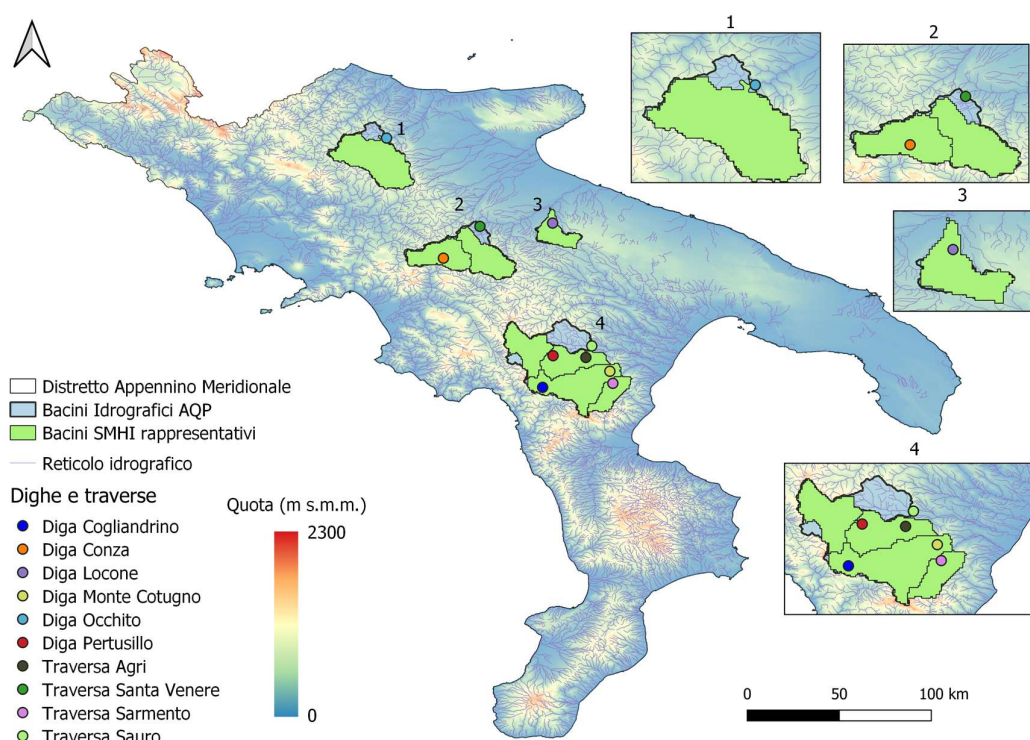 1
2
3
4
1
2
3
4
Distretto Appennino Meridionale
Bacini Idrografici AQP
Bacini SMHI rappresentativi
Reticolo idrografico
Dighe e traverse
Diga Cogliandrino
Diga Conza
Diga Locone
Diga Monte Cotugno
Diga Occhito
Diga Pertusillo
Traversa Agri
Traversa Santa Venere
Traversa Sarmento
Traversa Sauro
Quota (m s.m.m.)
2300
0
0 50 100 km